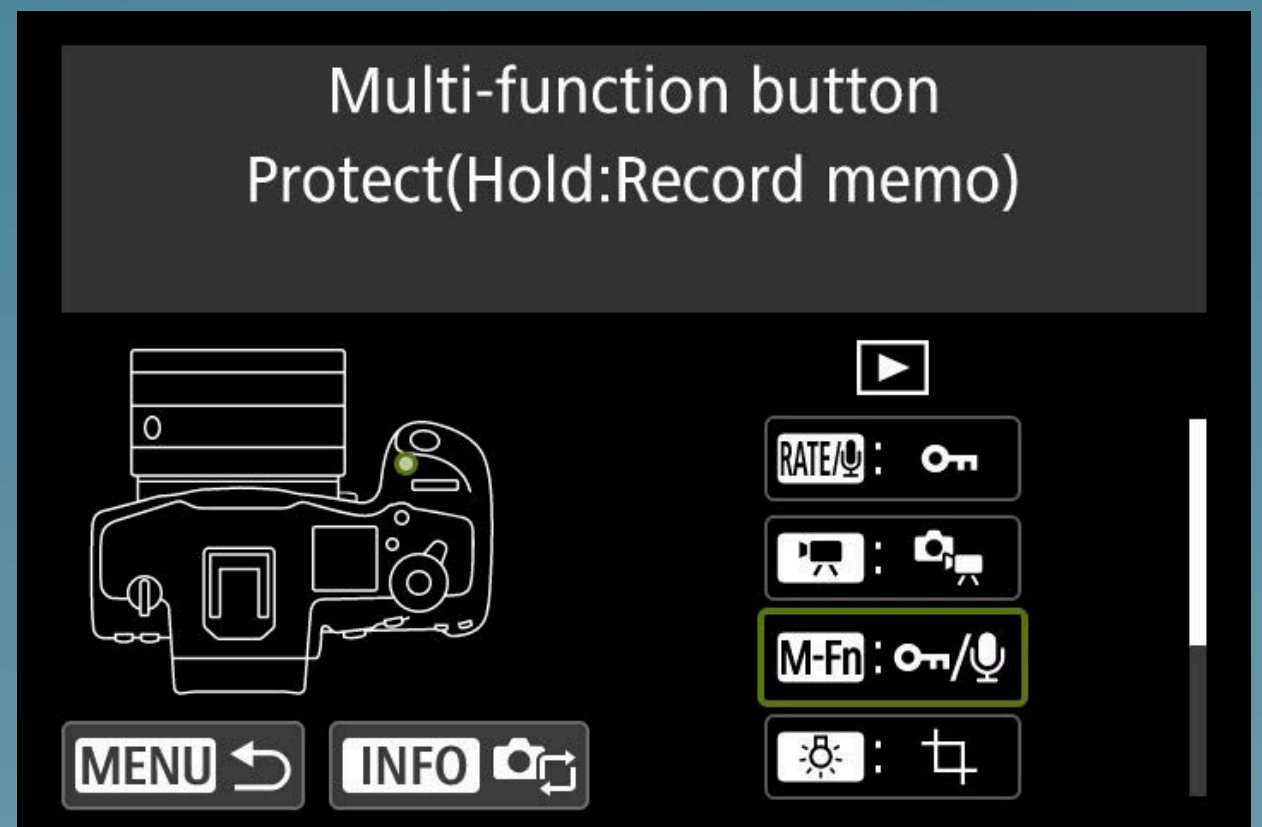 Multi-function button
Protect(Hold:Record memo)
RATE/ :
:
M-Fn : /
:
MENU
INFO